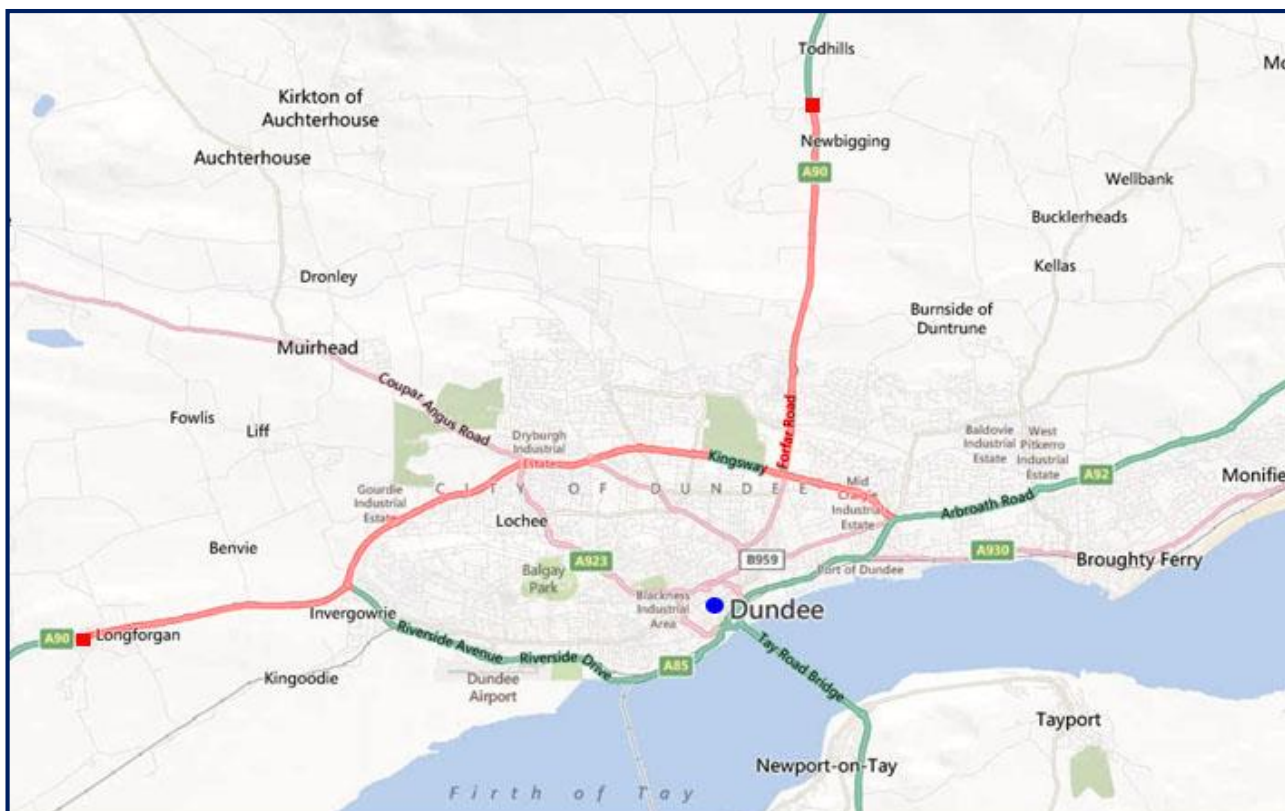 Todhills
Mo
Kirkton of
Auchterhouse
Newbigging
Auchterhouse
A90
Wellbank
Bucklerheads
Kellas
Dronley
Burnside of
Duntrune
Muirhead
Coupar Angus Road
Forfar Road
Fowlis
Liff
Dryburgh
Industrial
Estate
Baldovie
Industrial
Estate
West
Pitkerro
Industrial
Estate
Kingsway
A92
Monifie
CITY OF DUNDEE
Gourdie
Industrial
Estate
Mid
Craigie
Industrial
Estate
Arbroath Road
Lochee
Benvie
A923
B959
A930
Broughty Ferry
Balgay
Park
Port of Dundee
Blackness
Industrial
Area
Dundee
Invergowrie
A90
Longforgan
Riverside Avenue
Riverside Drive
A85
Tay Road Bridge
Kingoodie
Dundee
Airport
Tayport
Newport-on-Tay
Firth of Tay